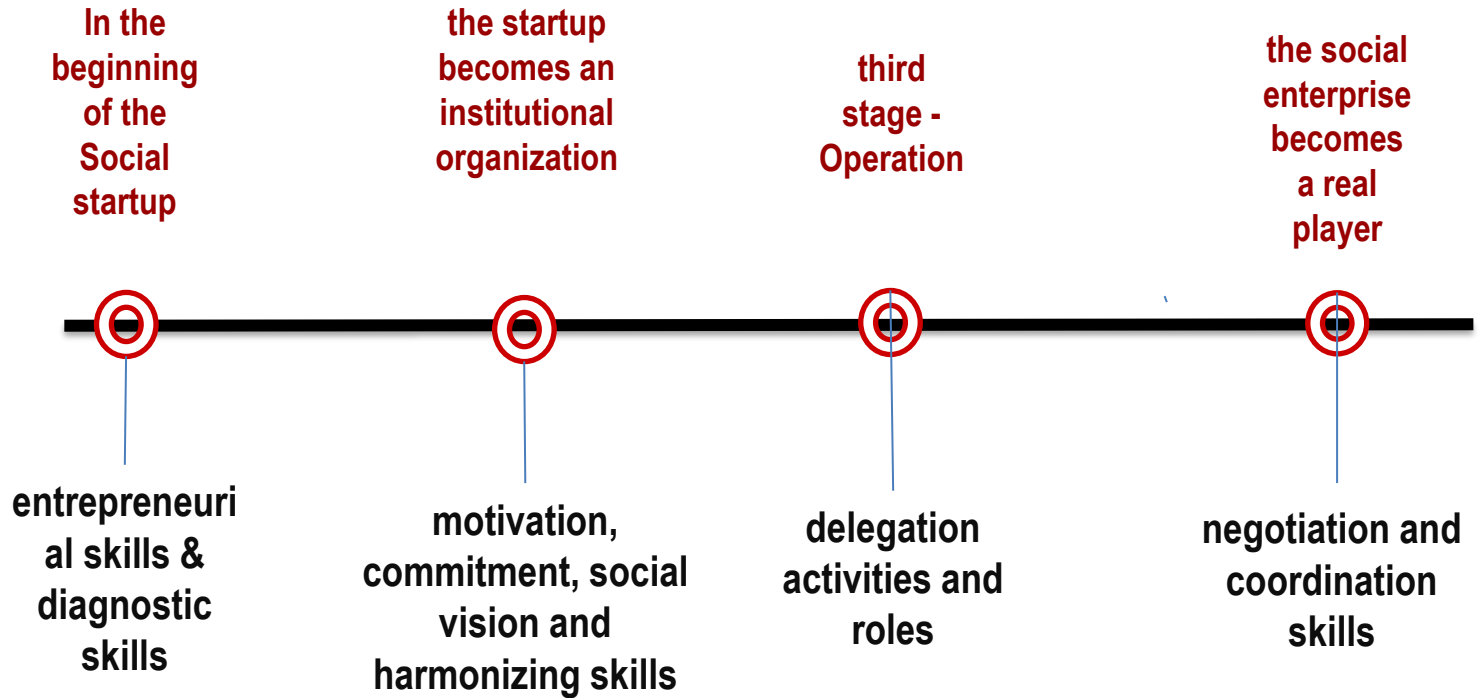 In the
beginning
of the
Social
startup
the startup
becomes an
institutional
organization
third
stage -
Operation
the social
enterprise
becomes
a real
player
entrepreneuri
al skills &
diagnostic
skills
motivation,
commitment, social
vision and
harmonizing skills
delegation
activities and
roles
negotiation and
coordination
skills